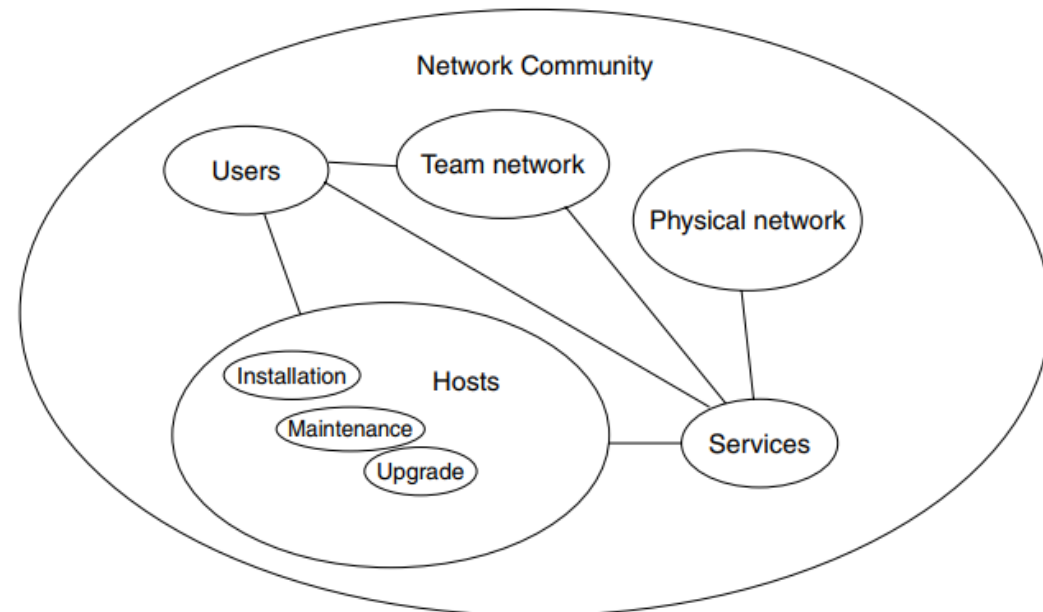 Network Community
Users
Team network
Physical network
Installation
Hosts
Maintenance
Upgrade
Services